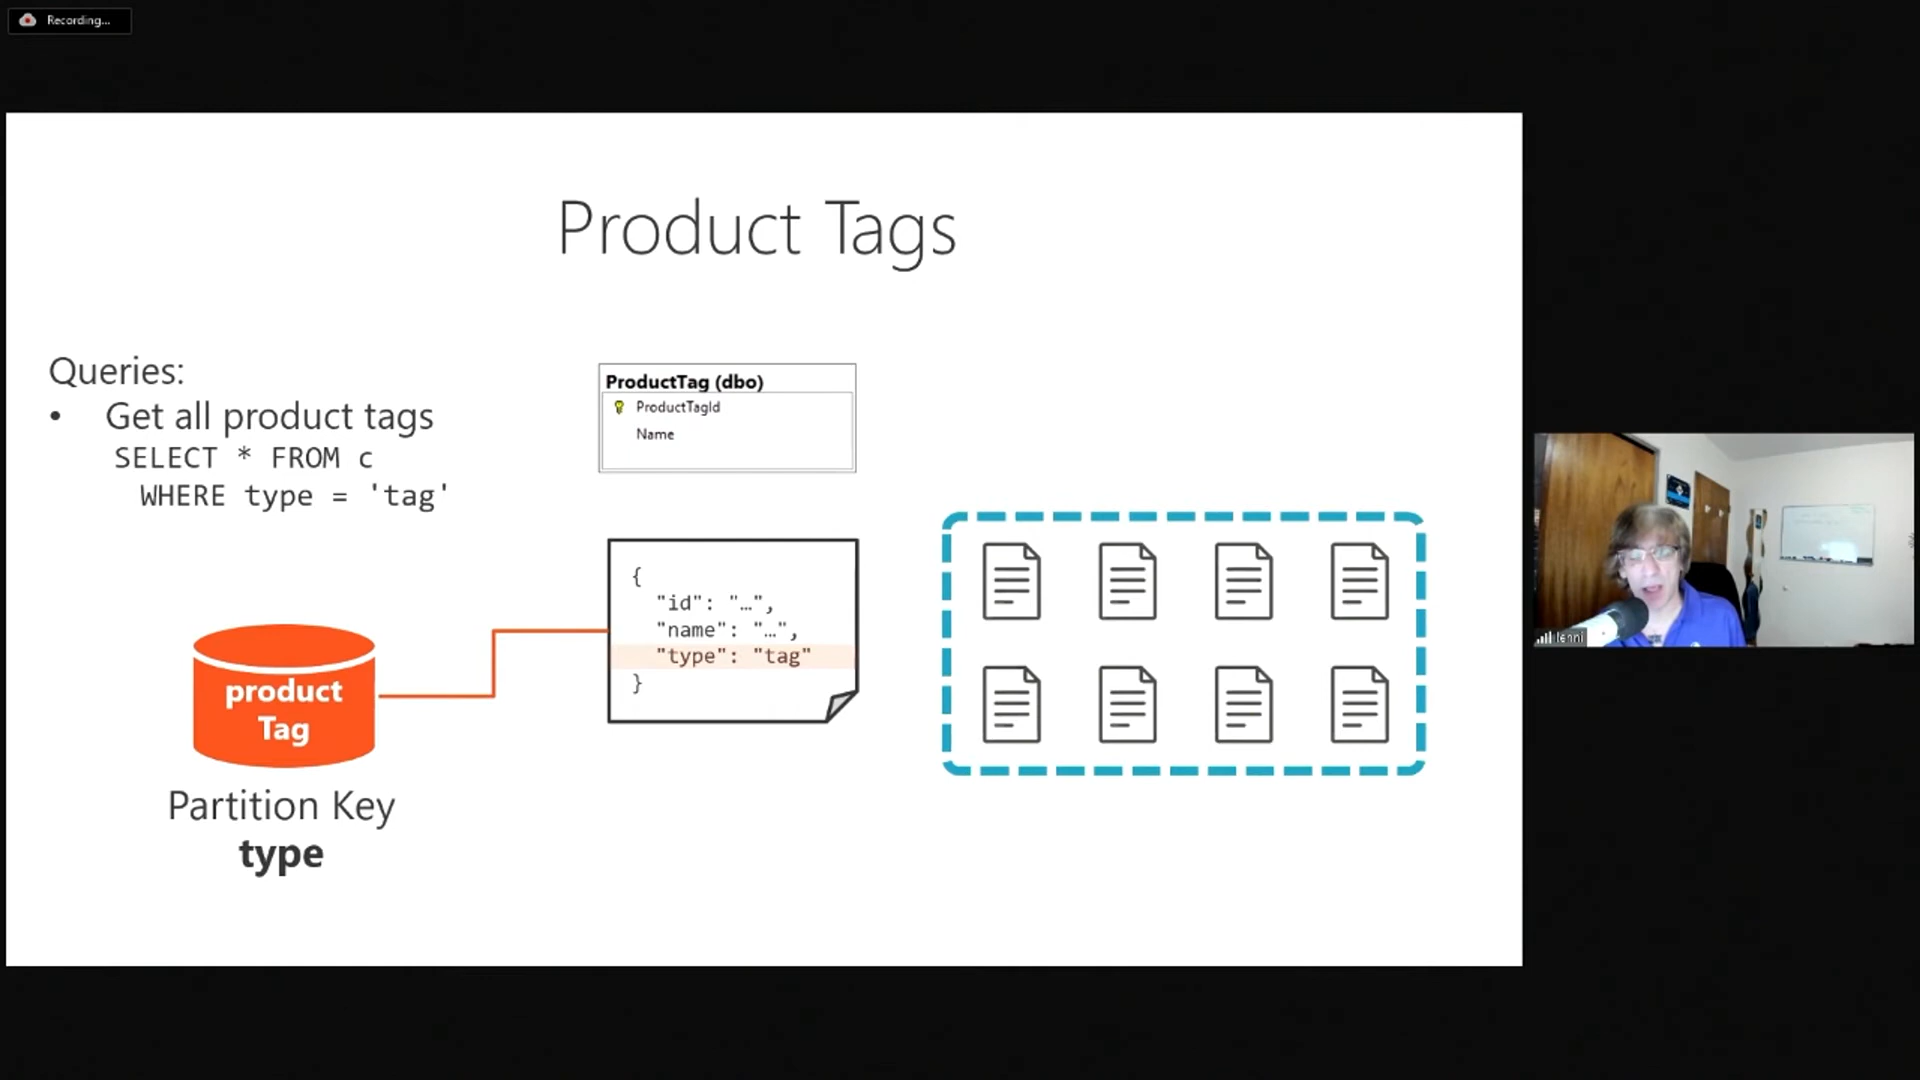 Recording...
Product Tags
Queries:
• Get all product tags
SELECT * FROM c
WHERE type = 'tag'
ProductTag (dbo)
ProductTagId
Name
{
"id": "…",
"name": "…",
"type": "tag"
}
product
Tag
Partition Key
type
lenni